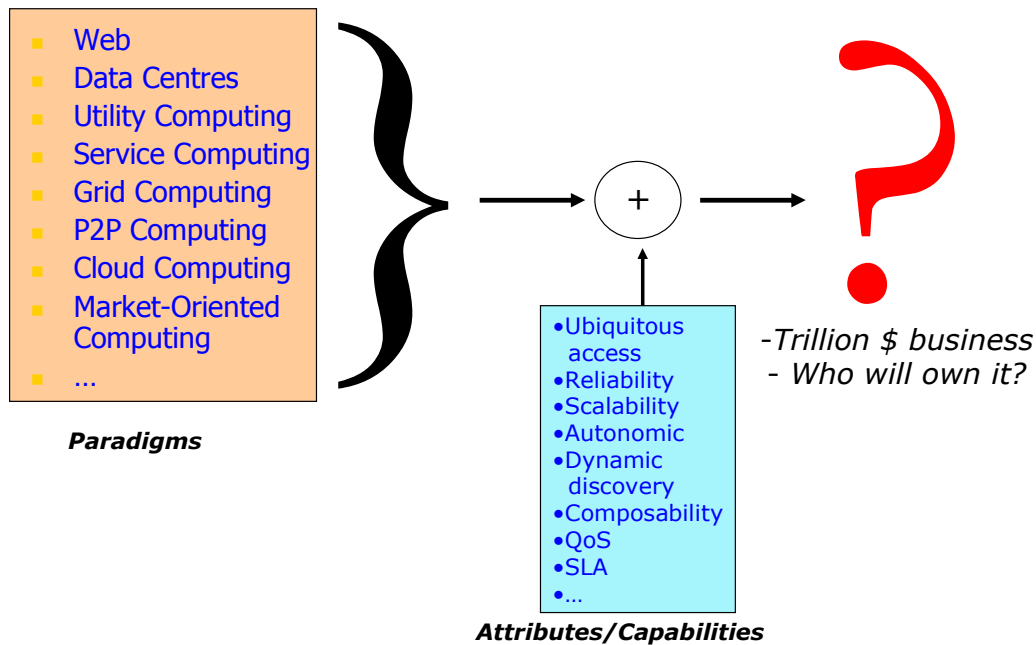 Web
Data Centres
Utility Computing
Service Computing
Grid Computing
P2P Computing
Cloud Computing
Market-Oriented
Computing
...
Paradigms
+
•Ubiquitous
access
•Reliability
•Scalability
•Autonomic
•Dynamic
discovery
•Composability
•QoS
•SLA
•...
Attributes/Capabilities
?
-Trillion $ business
- Who will own it?